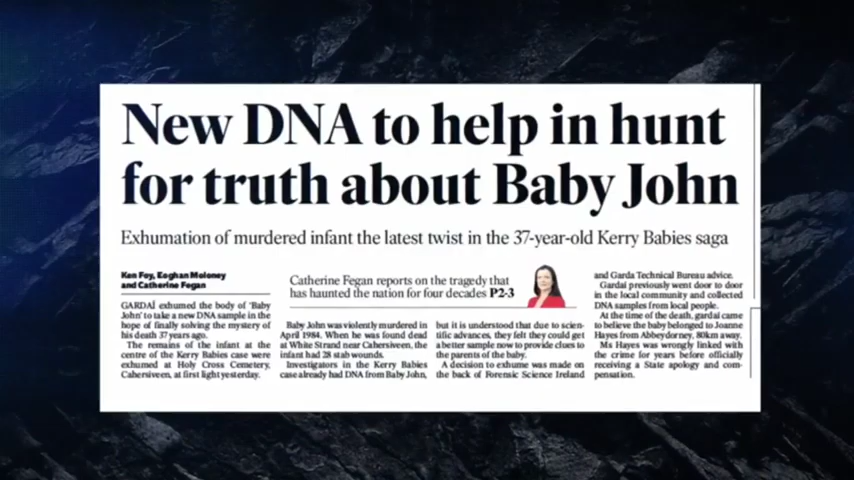 New DNA to help in hunt
for truth about Baby John
Exhumation of murdered infant the latest twist in the 37-year-old Kerry Babies saga
Ken Foy, Eoghan Moloney
and Catherine Fegan
GARDAÍ exhumed the body of 'Baby
John' to take a new DNA sample in the
hope of finally solving the mystery of
his death 37 years ago.
The remains of the infant at the
centre of the Kerry Babies case were
exhumed at Holy Cross Cemetery,
Cahersiveen, at first light yesterday.
Catherine Fegan reports on the tragedy that
has haunted the nation for four decades P2-3
Baby John was violently murdered in
April 1984. When he was found dead
at White Strand near Cahersiveen, the
infant had 28 stab wounds.
Investigators in the Kerry Babies
case already had DNA from Baby John,
but it is understood that due to scien-
tific advances, they felt they could get
a better sample now to provide clues to
the parents of the baby.
A decision to exhume was made on
the back of Forensic Science Ireland
and Garda Technical Bureau advice.
Gardaí previously went door to door
in the local community and collected
DNA samples from local people.
At the time of the death, gardaí came
to believe the baby belonged to Joanne
Hayes from Abbeydorney, 80km away.
Ms Hayes was wrongly linked with
the crime for years before officially
receiving a State apology and com-
pensation.